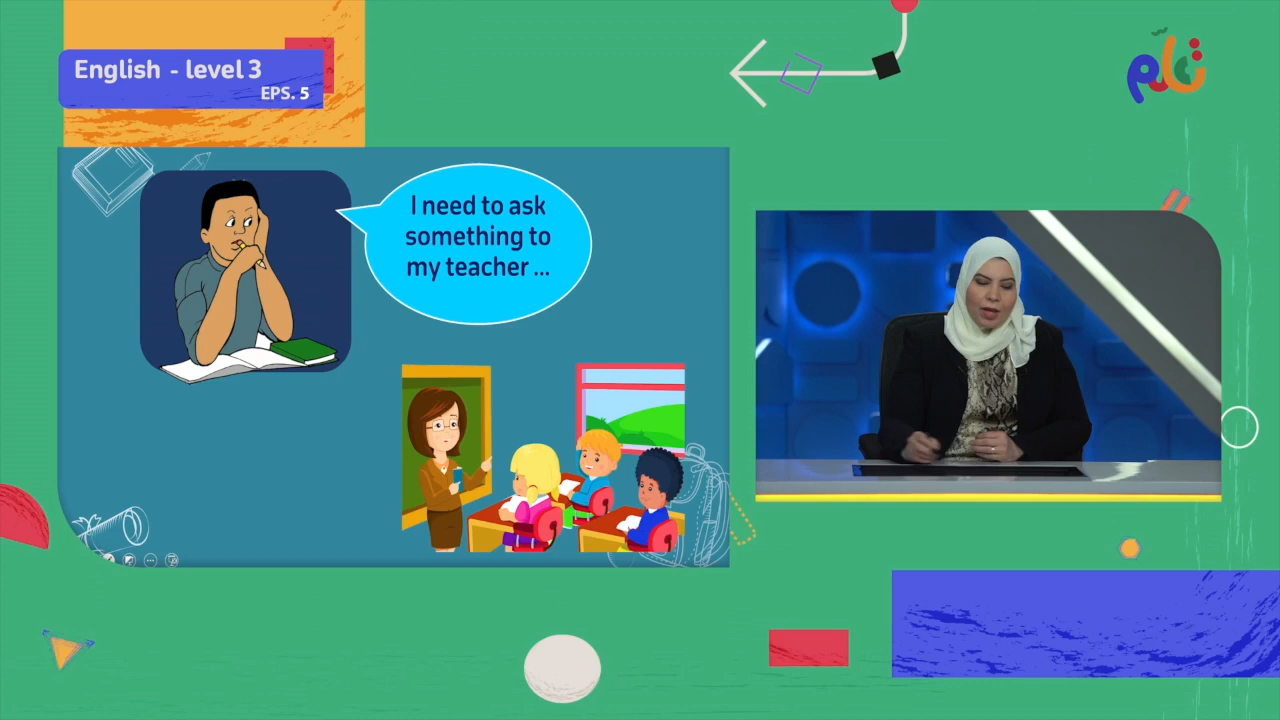 English - level 3
EPS. 5
I need to ask
something to
my teacher ...